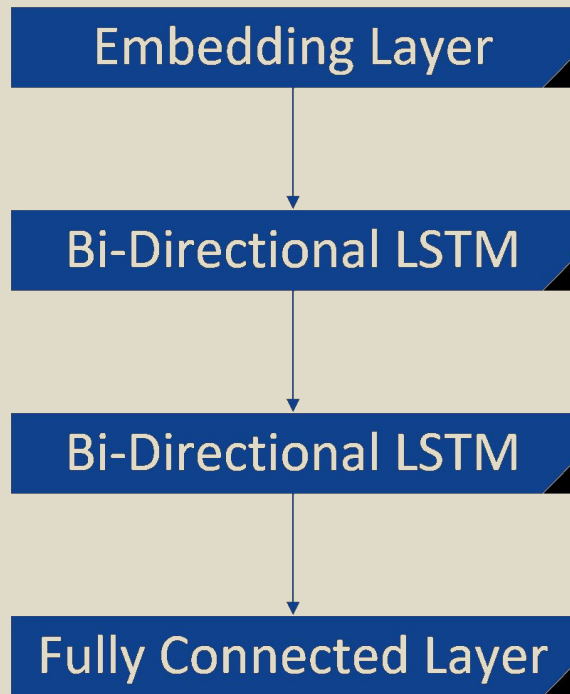 Embedding Layer
Bi-Directional LSTM
Bi-Directional LSTM
Fully Connected Layer